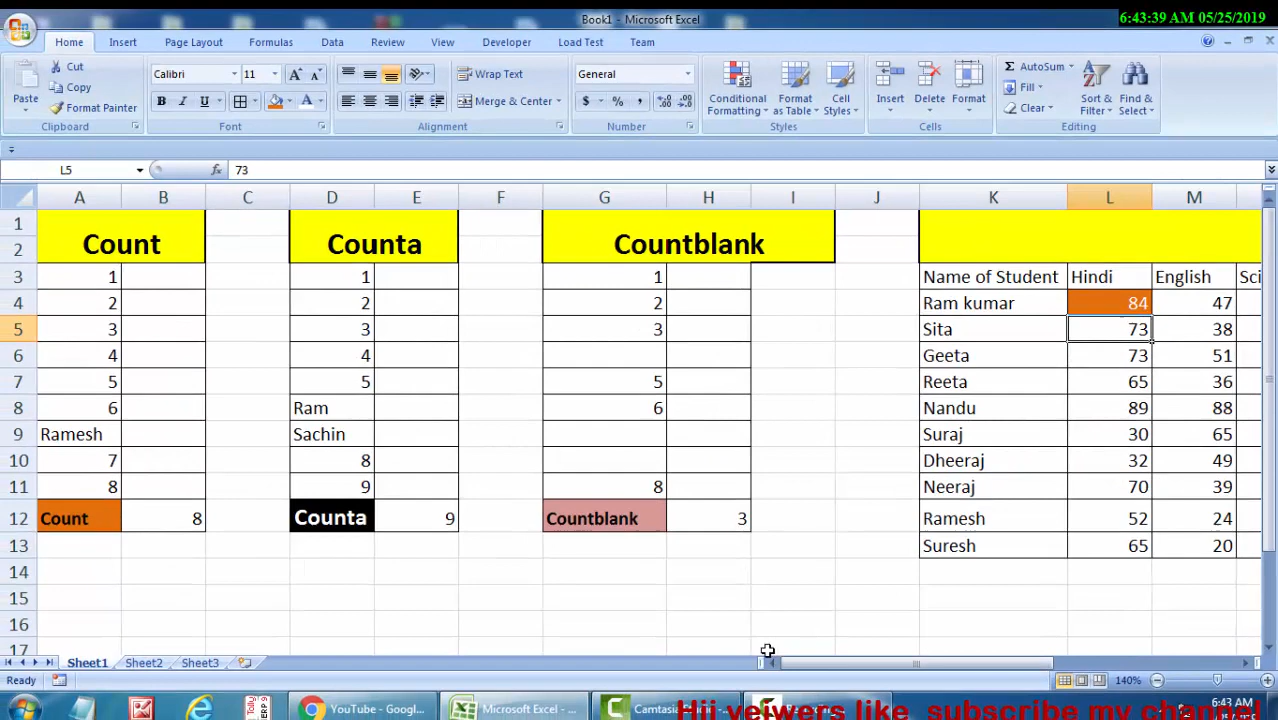 Book1 - Microsoft Excel
6:43:39 AM 05/25/2019
Home Insert Page Layout Formulas Data Review View Developer Load Test Team
Paste Cut Copy Format Painter Clipboard
Calibri 11 B I U Font
Wrap Text Merge & Center Alignment
General $ % , Number
Conditional Formatting Format as Table Cell Styles Styles
Insert Delete Format Cells
AutoSum Fill Clear Sort & Filter Find & Select Editing
L5 fx 73
A B C D E F G H I J K L M
1
2 Count Counta Countblank
3 1 1 1 Name of Student Hindi English Sci
4 2 2 2 Ram kumar 84 47
5 3 3 3 Sita 73 38
6 4 4 Geeta 73 51
7 5 5 5 Reeta 65 36
8 6 Ram 6 Nandu 89 88
9 Ramesh Sachin Suraj 30 65
10 7 8 Dheeraj 32 49
11 8 9 8 Neeraj 70 39
12 Count 8 Counta 9 Countblank 3 Ramesh 52 24
13 Suresh 65 20
14
15
16
17
Sheet1 Sheet2 Sheet3
Ready 140%
YouTube - Googl... Microsoft Excel - ... 6:43 AM
Hii vewers like subscribe my channel